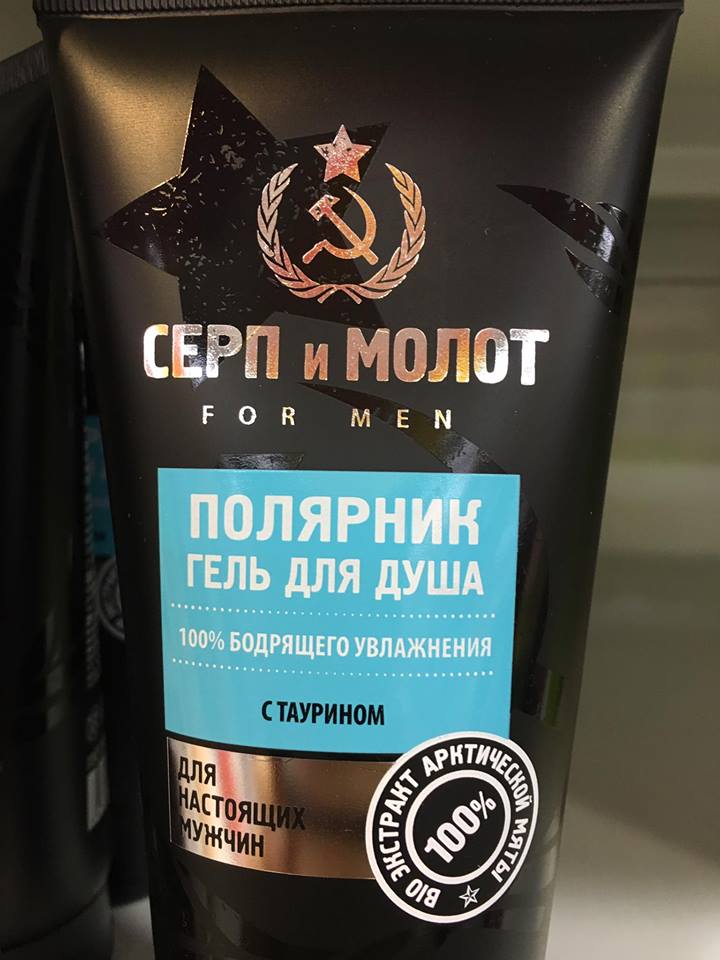 СЕРП и МОЛОТ
FOR MEN
ПОЛЯРНИК
ГЕЛЬ ДЛЯ ДУША
100% БОДРЯЩЕГО УВЛАЖНЕНИЯ
С ТАУРИНОМ
ДЛЯ
НАСТОЯЩИХ
МУЖЧИН
BIO ЭКСТРАКТ АРКТИЧЕСКОЙ МЯТЫ
100%